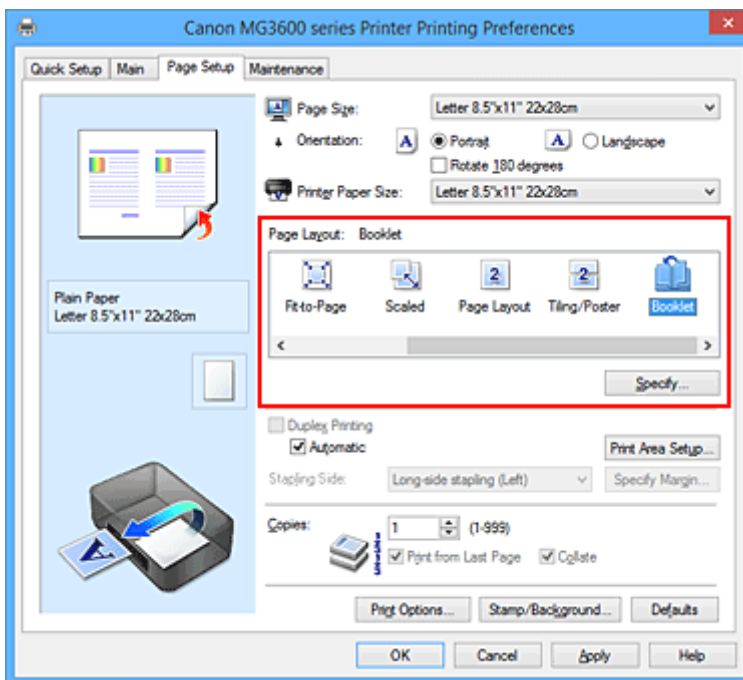 Canon MG3600 series Printer Printing Preferences
Quick Setup Main Page Setup Maintenance
Page Size: Letter 8.5"x11" 22x28cm
Orientation: A Portrait A Landscape
Rotate 180 degrees
Printer Paper Size: Letter 8.5"x11" 22x28cm
Page Layout: Booklet
Fit-to-Page Scaled Page Layout Tiling/Poster Booklet
Specify...
Plain Paper
Letter 8.5"x11" 22x28cm
Duplex Printing
Automatic
Print Area Setup...
Stapling Side: Long-side stapling (Left) Specify Margin...
Copies: 1 (1-999)
Print from Last Page Collate
Print Options... Stamp/Background... Defaults
OK Cancel Apply Help